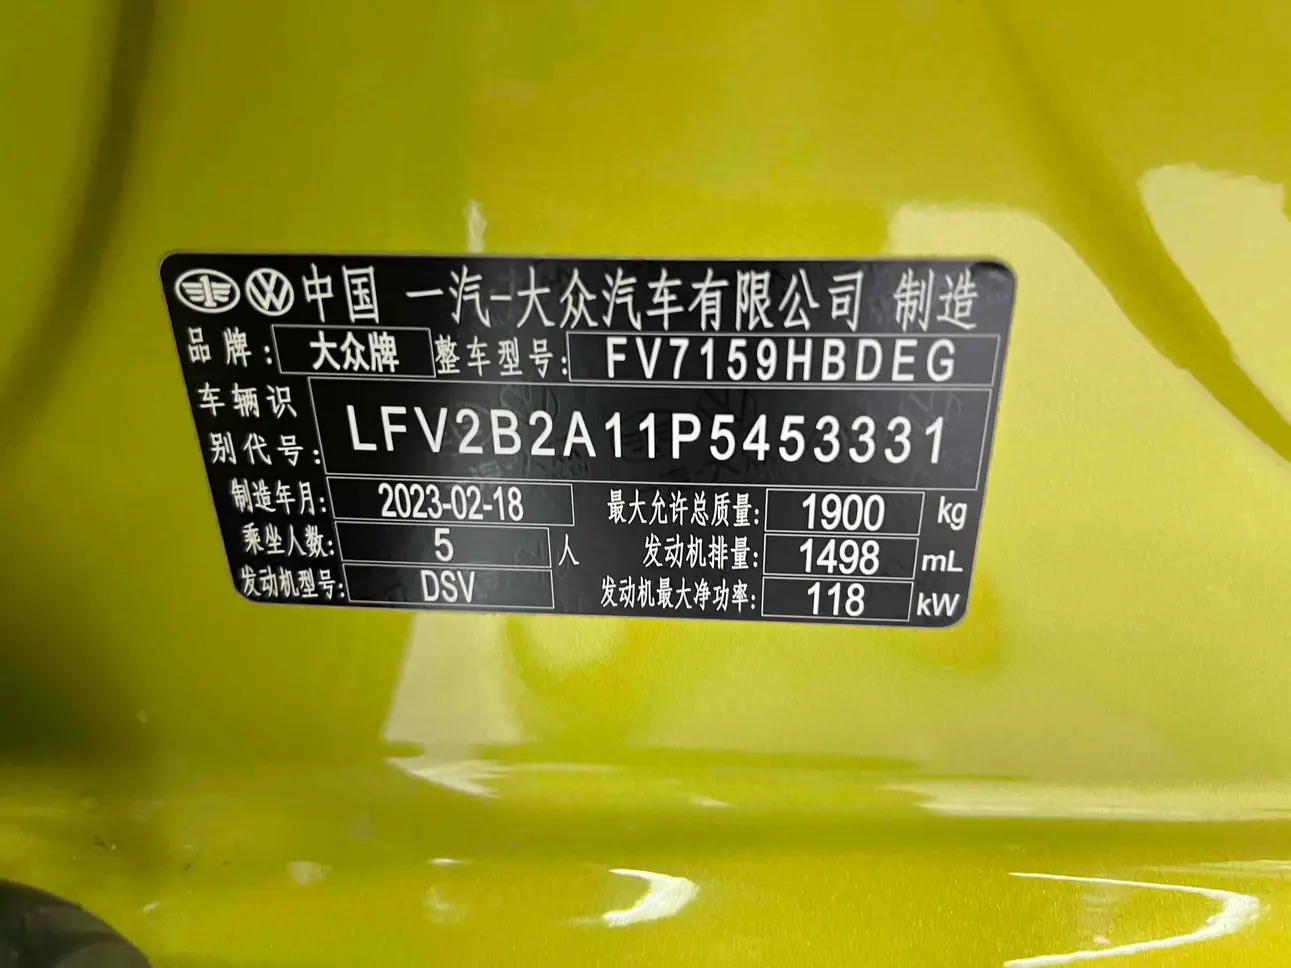 中国 一汽-大众汽车有限公司 制造
品牌: 大众牌 整车型号: FV7159HBDEG
车辆识
别代号: LFV2B2A11P5453331
制造年月: 2023-02-18 最大允许总质量: 1900 kg
乘坐人数: 5 人 发动机排量: 1498 mL
发动机型号: DSV 发动机最大净功率: 118 kW